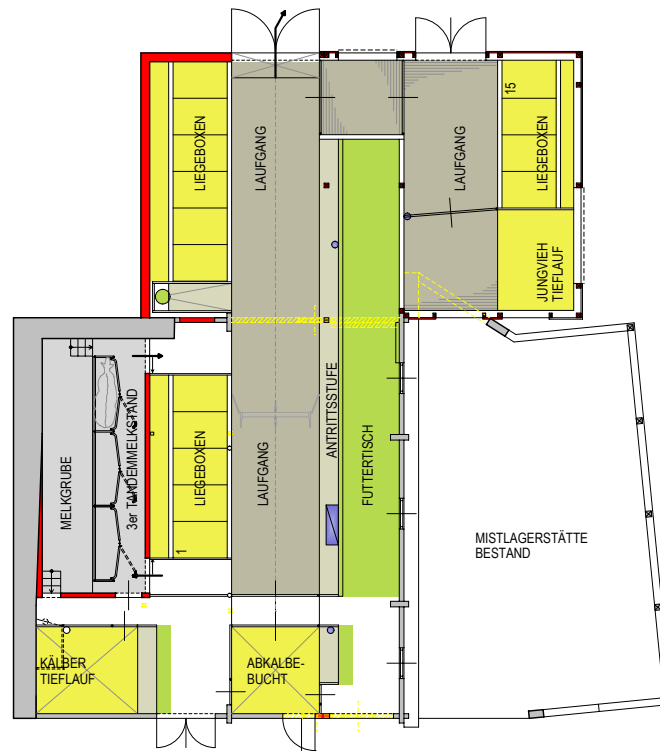 LIEGEBOXEN
LAUFGANG
LAUFGANG
15
LIEGEBOXEN
JUNGVIEH
TIEFLAUF
MELKGRUBE
3er TANDEMMELKSTAND
LIEGEBOXEN
1
LAUFGANG
ANTRITTSSTUFE
FUTTERTISCH
MISTLAGERSTÄTTE
BESTAND
KÄLBER
TIEFLAUF
ABKALBE-
BUCHT